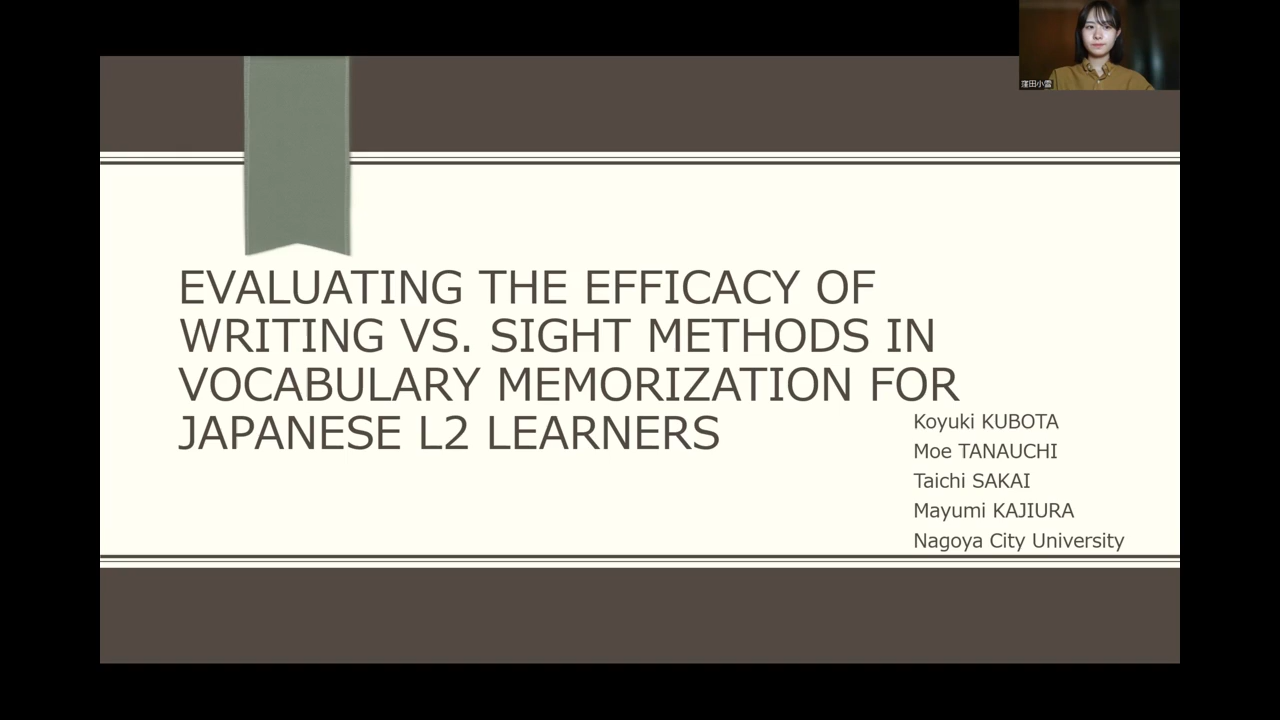 窪田小雪
EVALUATING THE EFFICACY OF
WRITING VS. SIGHT METHODS IN
VOCABULARY MEMORIZATION FOR
JAPANESE L2 LEARNERS
Koyuki KUBOTA
Moe TANAUCHI
Taichi SAKAI
Mayumi KAJIURA
Nagoya City University